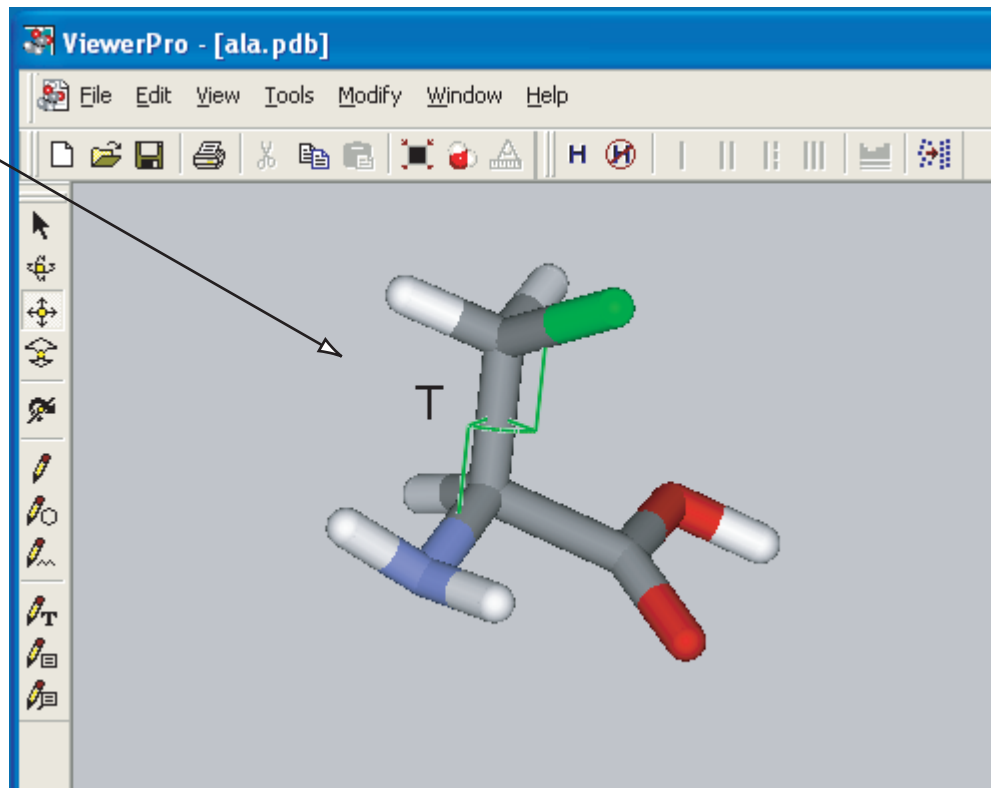 ViewerPro - [ala.pdb]
File Edit View Tools Modify Window Help
H H
T
T